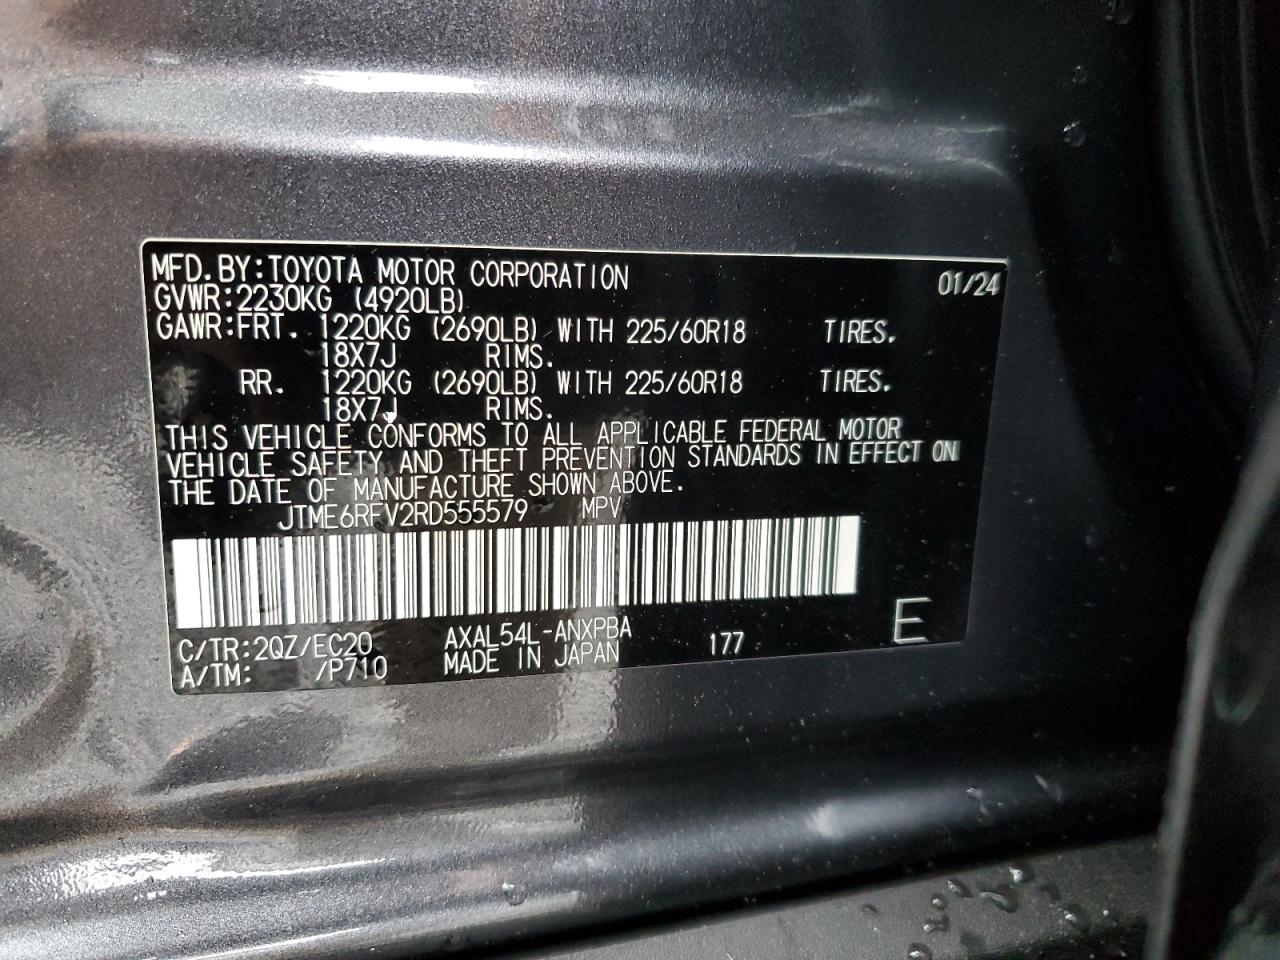 MFD.BY:TOYOTA MOTOR CORPORATION 01/24
GVWR:2230KG (4920LB)
GAWR:FRT. 1220KG (2690LB) WITH 225/60R18 TIRES.
18X7J RIMS.
RR. 1220KG (2690LB) WITH 225/60R18 TIRES.
18X7J RIMS.
THIS VEHICLE CONFORMS TO ALL APPLICABLE FEDERAL MOTOR
VEHICLE SAFETY AND THEFT PREVENTION STANDARDS IN EFFECT ON
THE DATE OF MANUFACTURE SHOWN ABOVE.
JTME6RFV2RD555579 MPV
C/TR:2QZ/EC20 AXAL54L-ANXPBA 177 E
A/TM: /P710 MADE IN JAPAN